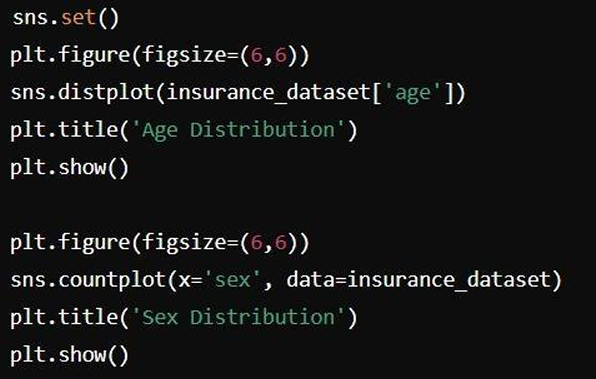 sns.set()
plt.figure(figsize=(6,6))
sns.distplot(insurance_dataset['age'])
plt.title('Age Distribution')
plt.show()
plt.figure(figsize=(6,6))
sns.countplot(x='sex', data=insurance_dataset)
plt.title('Sex Distribution')
plt.show()